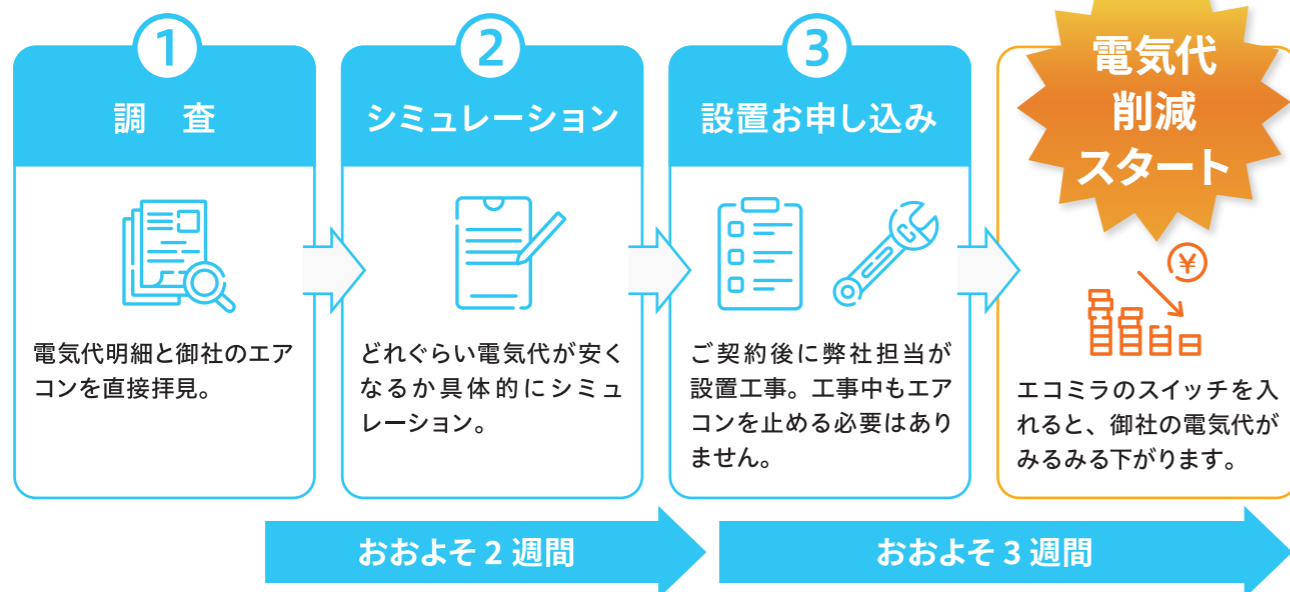 1
調 査
電気代明細と御社のエア
コンを直接拝見。
2
シミュレーション
どれぐらい電気代が安く
なるか具体的にシミュ
レーション。
3
設置お申し込み
ご契約後に弊社担当が
設置工事。工事中もエア
コンを止める必要はあり
ません。
電気代
削減
スタート
¥
エコミラのスイッチを入
れると、御社の電気代が
みるみる下がります。
おおよそ 2 週間
おおよそ 3 週間